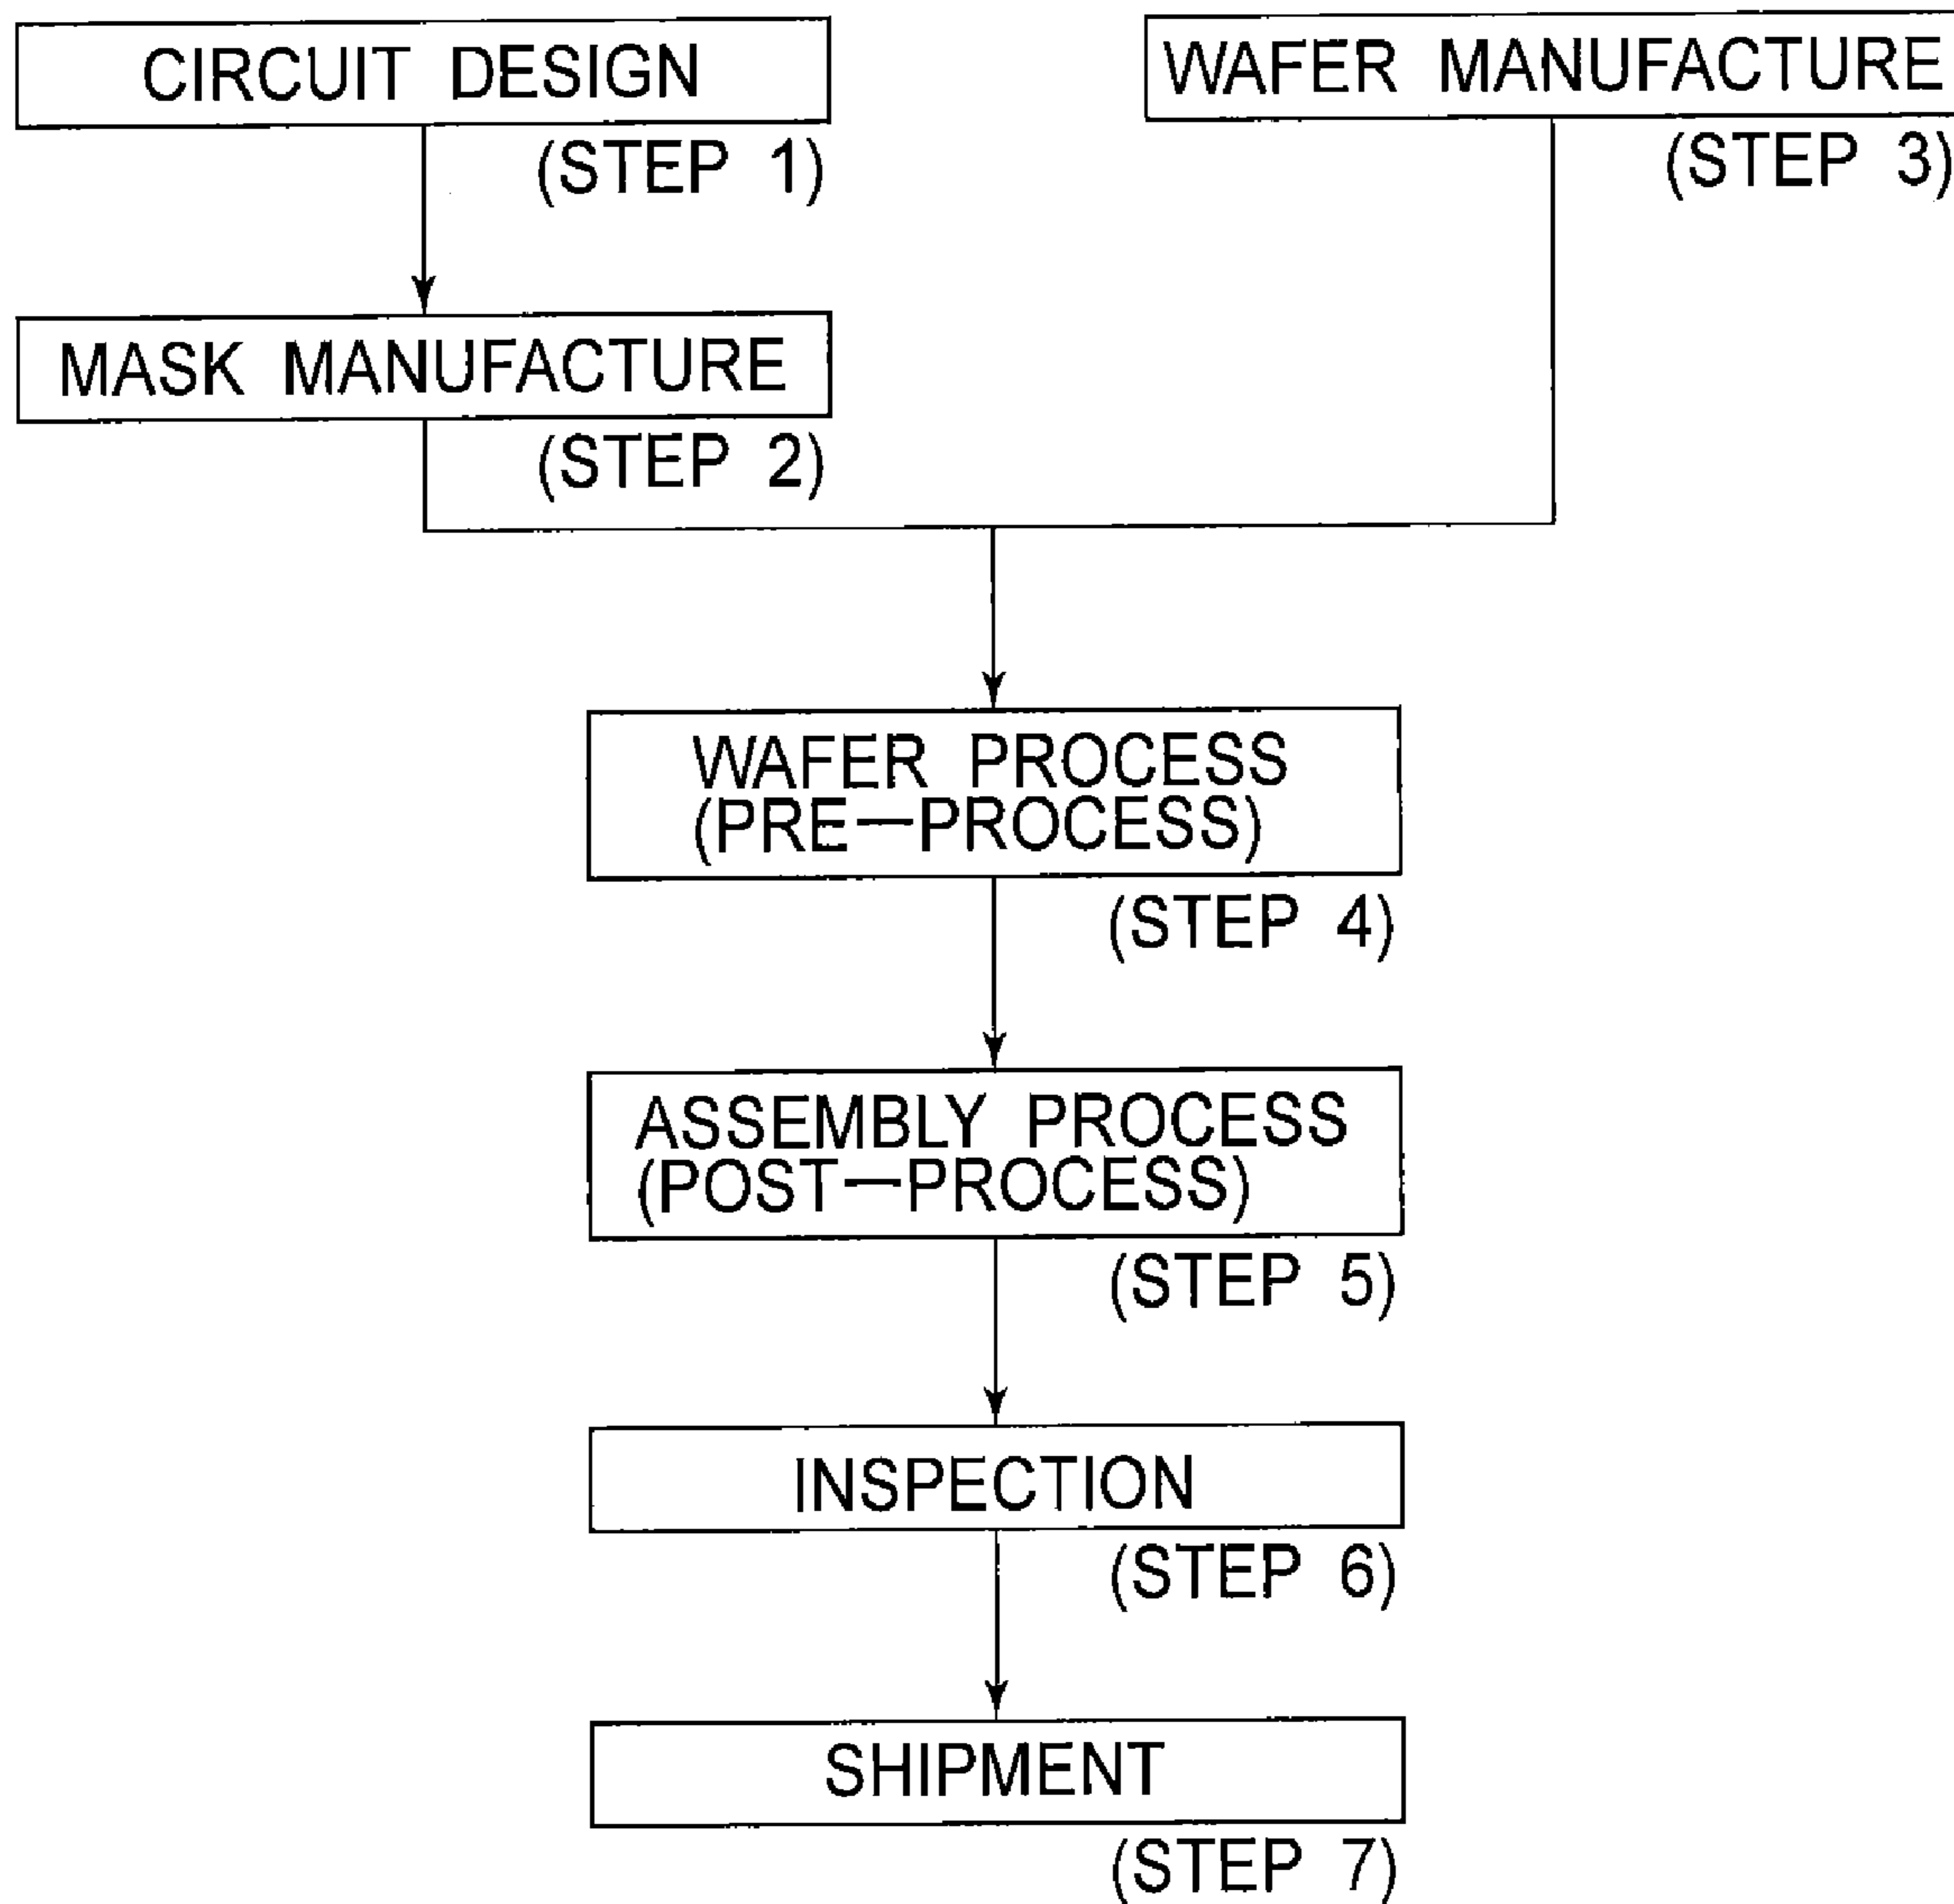 CIRCUIT DESIGN
(STEP 1)
WAFER MANUFACTURE
(STEP 3)
MASK MANUFACTURE
(STEP 2)
WAFER PROCESS
(PRE—PROCESS)
(STEP 4)
ASSEMBLY PROCESS
(POST—PROCESS)
(STEP 5)
INSPECTION
(STEP 6)
SHIPMENT
(STEP 7)